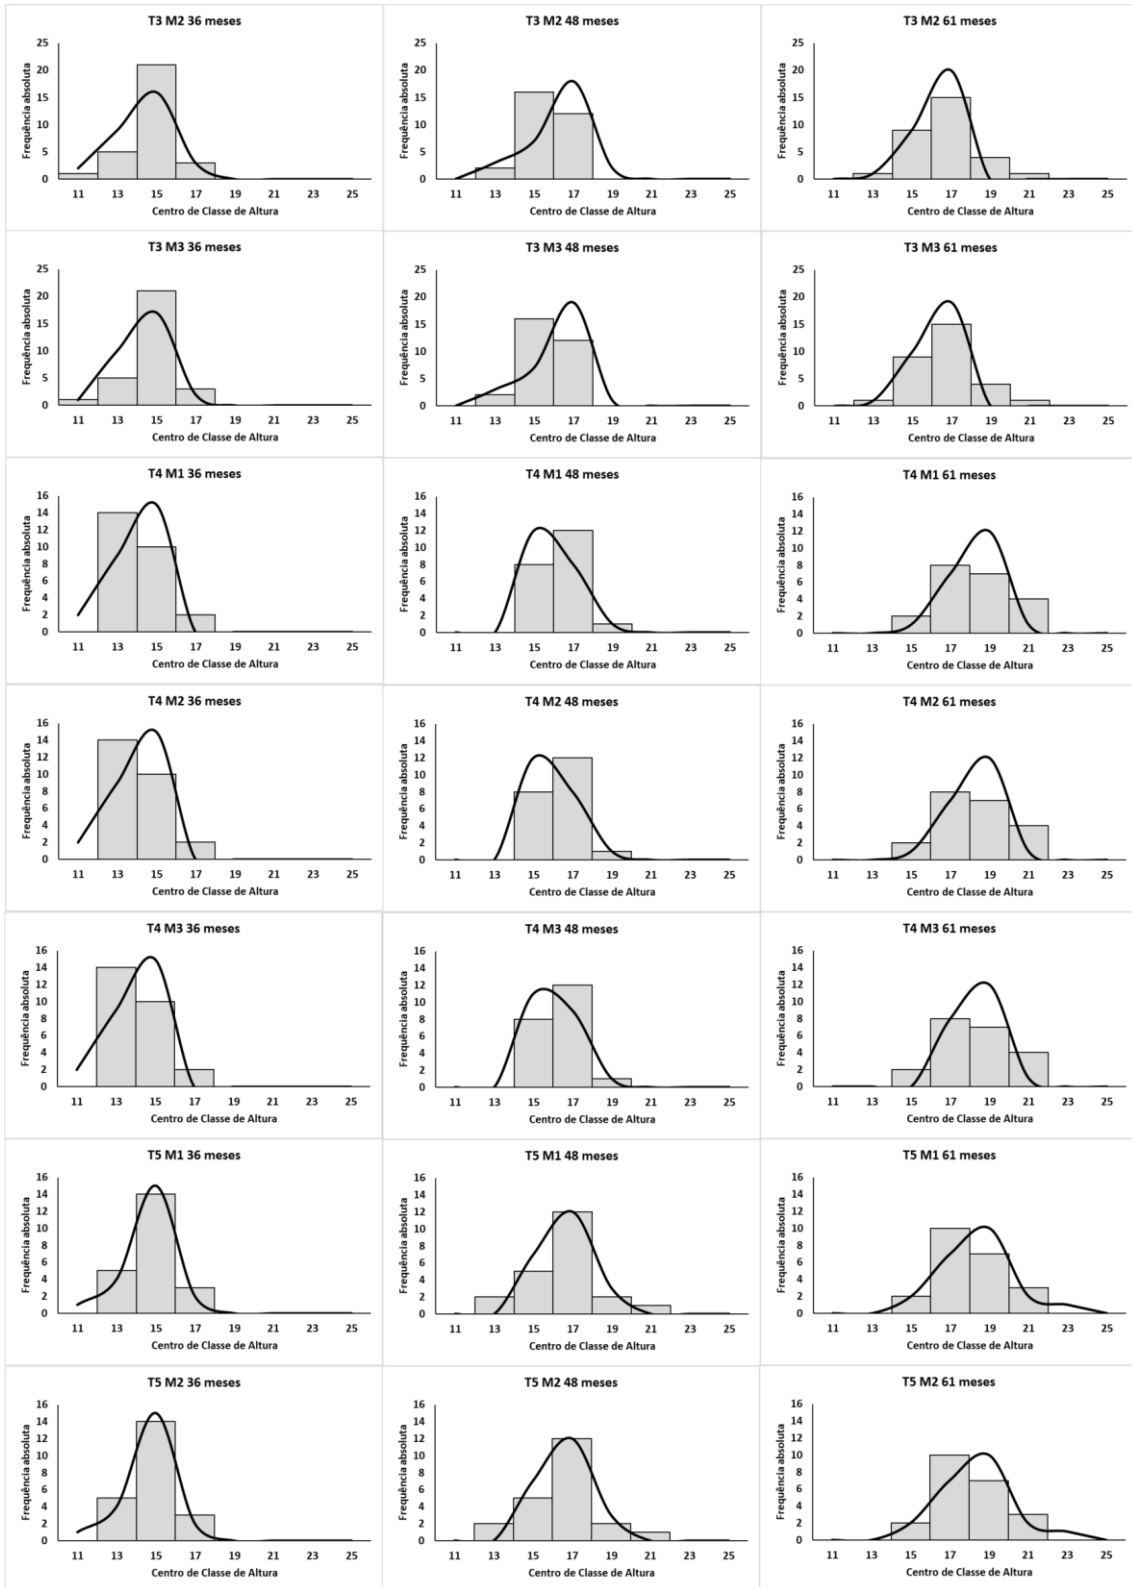 T3 M2 36 meses
Frequência absoluta
25
20
15
10
5
0
11 13 15 17 19 21 23 25
Centro de Classe de Altura
T3 M2 48 meses
Frequência absoluta
25
20
15
10
5
0
11 13 15 17 19 21 23 25
Centro de Classe de Altura
T3 M2 61 meses
Frequência absoluta
25
20
15
10
5
0
11 13 15 17 19 21 23 25
Centro de Classe de Altura
T3 M3 36 meses
Frequência absoluta
25
20
15
10
5
0
11 13 15 17 19 21 23 25
Centro de Classe de Altura
T3 M3 48 meses
Frequência absoluta
25
20
15
10
5
0
11 13 15 17 19 21 23 25
Centro de Classe de Altura
T3 M3 61 meses
Frequência absoluta
25
20
15
10
5
0
11 13 15 17 19 21 23 25
Centro de Classe de Altura
T4 M1 36 meses
Frequência absoluta
16
14
12
10
8
6
4
2
0
11 13 15 17 19 21 23 25
Centro de Classe de Altura
T4 M1 48 meses
Frequência absoluta
16
14
12
10
8
6
4
2
0
11 13 15 17 19 21 23 25
Centro de Classe de Altura
T4 M1 61 meses
Frequência absoluta
16
14
12
10
8
6
4
2
0
11 13 15 17 19 21 23 25
Centro de Classe de Altura
T4 M2 36 meses
Frequência absoluta
16
14
12
10
8
6
4
2
0
11 13 15 17 19 21 23 25
Centro de Classe de Altura
T4 M2 48 meses
Frequência absoluta
16
14
12
10
8
6
4
2
0
11 13 15 17 19 21 23 25
Centro de Classe de Altura
T4 M2 61 meses
Frequência absoluta
16
14
12
10
8
6
4
2
0
11 13 15 17 19 21 23 25
Centro de Classe de Altura
T4 M3 36 meses
Frequência absoluta
16
14
12
10
8
6
4
2
0
11 13 15 17 19 21 23 25
Centro de Classe de Altura
T4 M3 48 meses
Frequência absoluta
16
14
12
10
8
6
4
2
0
11 13 15 17 19 21 23 25
Centro de Classe de Altura
T4 M3 61 meses
Frequência absoluta
16
14
12
10
8
6
4
2
0
11 13 15 17 19 21 23 25
Centro de Classe de Altura
T5 M1 36 meses
Frequência absoluta
16
14
12
10
8
6
4
2
0
11 13 15 17 19 21 23 25
Centro de Classe de Altura
T5 M1 48 meses
Frequência absoluta
16
14
12
10
8
6
4
2
0
11 13 15 17 19 21 23 25
Centro de Classe de Altura
T5 M1 61 meses
Frequência absoluta
16
14
12
10
8
6
4
2
0
11 13 15 17 19 21 23 25
Centro de Classe de Altura
T5 M2 36 meses
Frequência absoluta
16
14
12
10
8
6
4
2
0
11 13 15 17 19 21 23 25
Centro de Classe de Altura
T5 M2 48 meses
Frequência absoluta
16
14
12
10
8
6
4
2
0
11 13 15 17 19 21 23 25
Centro de Classe de Altura
T5 M2 61 meses
Frequência absoluta
16
14
12
10
8
6
4
2
0
11 13 15 17 19 21 23 25
Centro de Classe de Altura